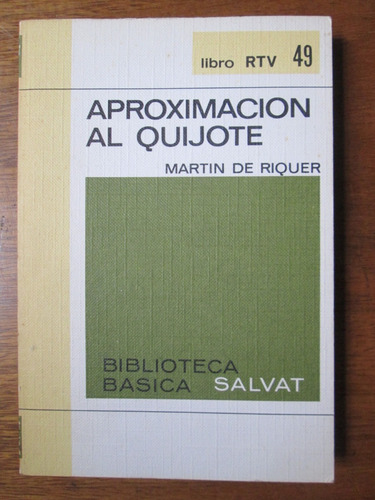 libro RTV 49
APROXIMACION
AL QUIJOTE
MARTIN DE RIQUER
BIBLIOTECA
BASICA SALVAT